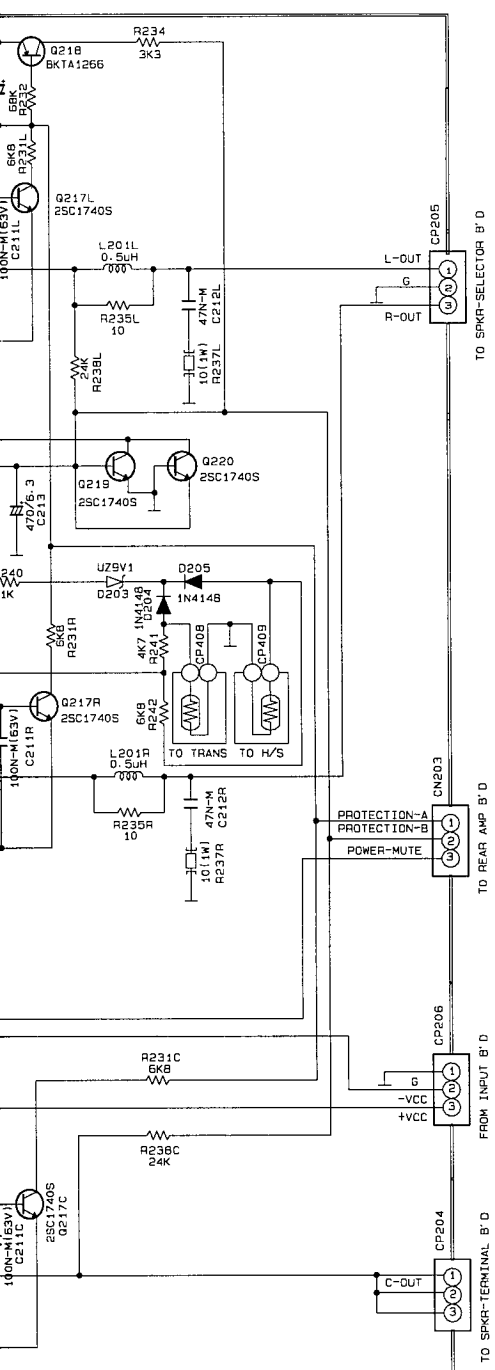 R234
3K3
Q218
BKTA1266
68K
R232
6K8
R231L
Q217L
2SC1740S
100N-M(63V)
C211L
L201L
0.5uH
R235L
10
47N-M
C212L
10(1W)
R237L
24K
R238L
CP205
L-OUT
1
G
2
R-OUT
3
TO SPKR-SELECTOR B'D
Q219
2SC1740S
Q220
2SC1740S
470/6.3
C213
240
1K
UZ9V1
D203
D205
1N4148
1N4148
D204
4K7
R241
CP408
CP409
6K8
R231R
6K8
R242
Q217R
2SC1740S
100N-M(63V)
C211R
TO TRANS
TO H/S
L201R
0.5uH
R235R
10
47N-M
C212R
10(1W)
R237R
CN203
PROTECTION-A
1
PROTECTION-B
2
POWER-MUTE
3
TO REAR AMP B'D
CP206
1
G
2
-VCC
3
+VCC
FROM INPUT B'D
R231C
6K8
R238C
24K
2SC1740S
Q217C
100N-M(63V)
C211C
CP204
C-OUT
1
2
3
TO SPKR-TERMINAL B'D